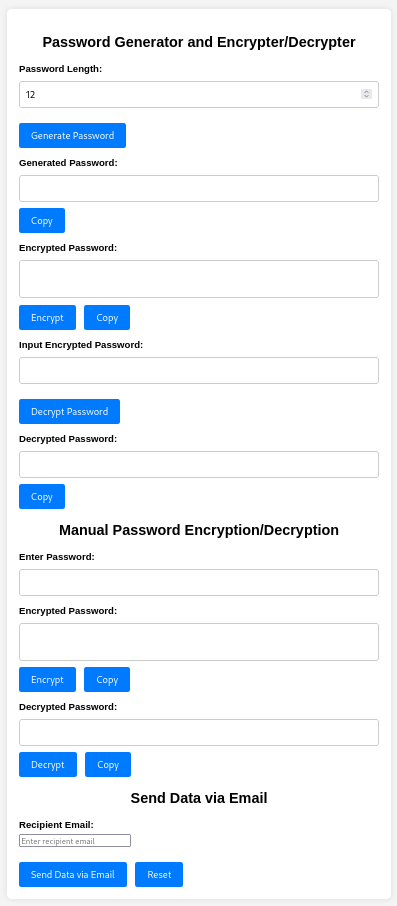 Password Generator and Encrypter/Decrypter
Password Length:
12
Generate Password
Generated Password:
Copy
Encrypted Password:
Encrypt Copy
Input Encrypted Password:
Decrypt Password
Decrypted Password:
Copy
Manual Password Encryption/Decryption
Enter Password:
Encrypted Password:
Encrypt Copy
Decrypted Password:
Decrypt Copy
Send Data via Email
Recipient Email:
Enter recipient email
Send Data via Email Reset